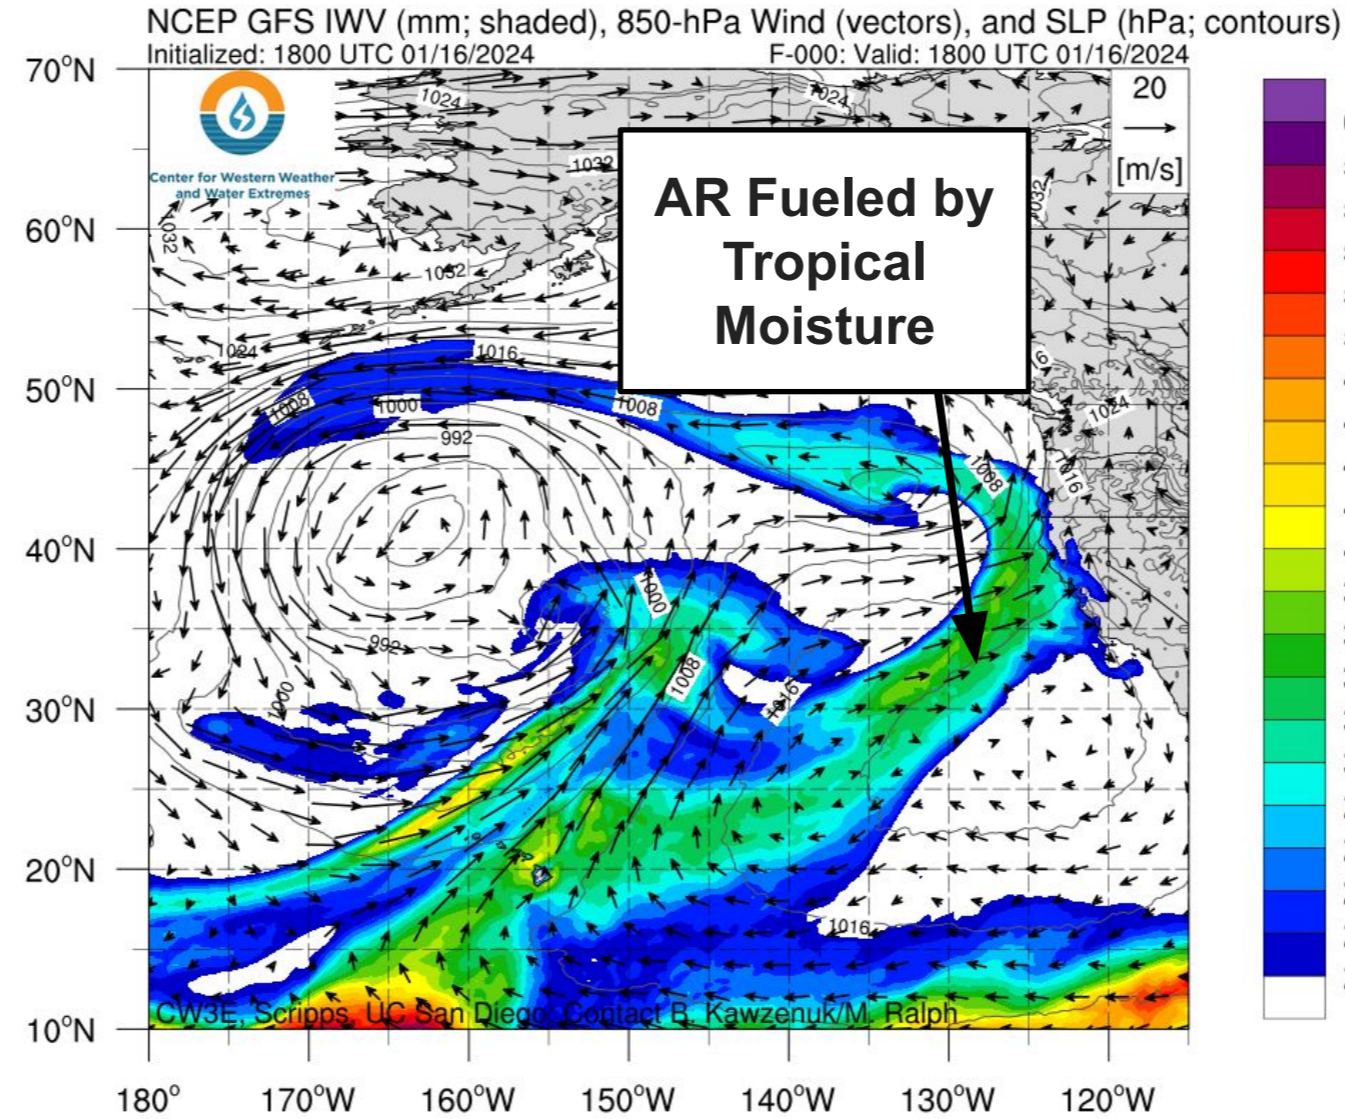 NCEP GFS IWV (mm; shaded), 850-hPa Wind (vectors), and SLP (hPa; contours)
Initialized: 1800 UTC 01/16/2024 F-000: Valid: 1800 UTC 01/16/2024
70°N
60°N
50°N
40°N
30°N
20°N
10°N
Center for Western Weather
and Water Extremes
20
[m/s]
AR Fueled by
Tropical
Moisture
1024
1024
1032
1032
1032
1032
1024
1016
1008
1000
1008
992
1024
1008
1016
1000
992
1008
1000
1016
1016
CW3E, Scripps, UC San Diego, Contact B. Kawzenuk/M. Ralph
180° 170°W 160°W 150°W 140°W 130°W 120°W